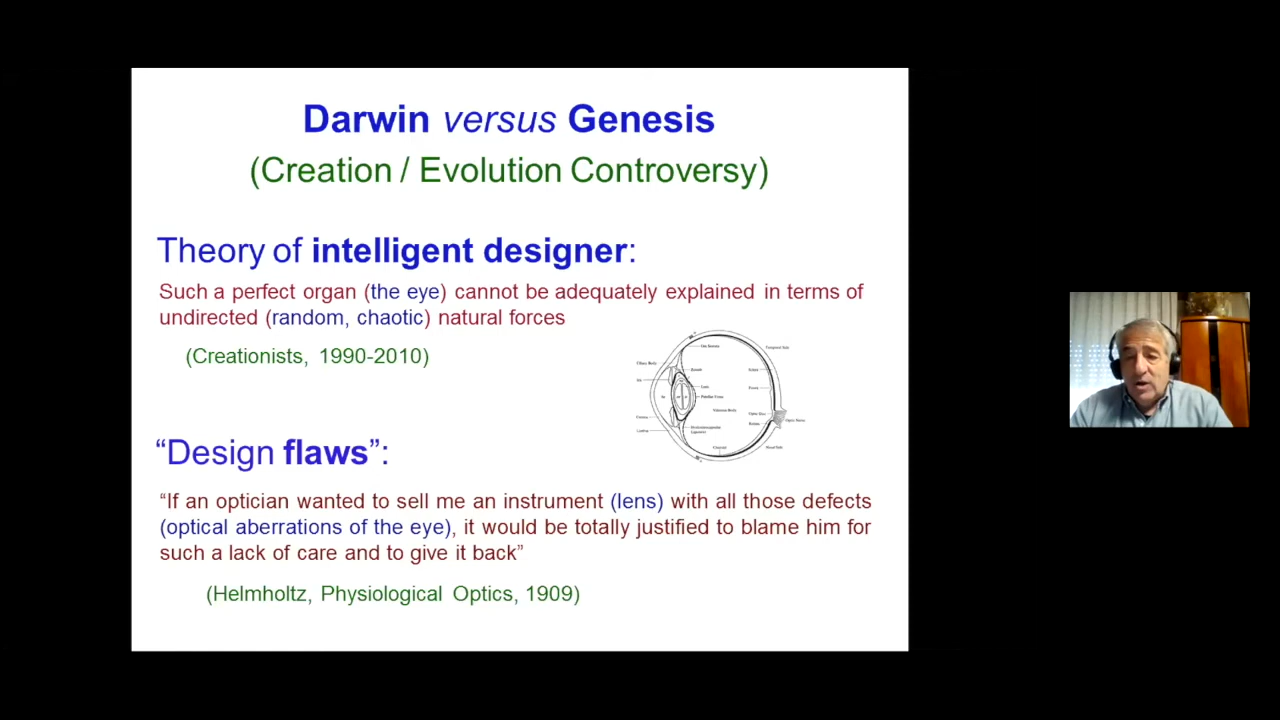 Darwin versus Genesis
(Creation / Evolution Controversy)
Theory of intelligent designer:
Such a perfect organ (the eye) cannot be adequately explained in terms of
undirected (random, chaotic) natural forces
(Creationists, 1990-2010)
“Design flaws”:
“If an optician wanted to sell me an instrument (lens) with all those defects
(optical aberrations of the eye), it would be totally justified to blame him for
such a lack of care and to give it back”
(Helmholtz, Physiological Optics, 1909)